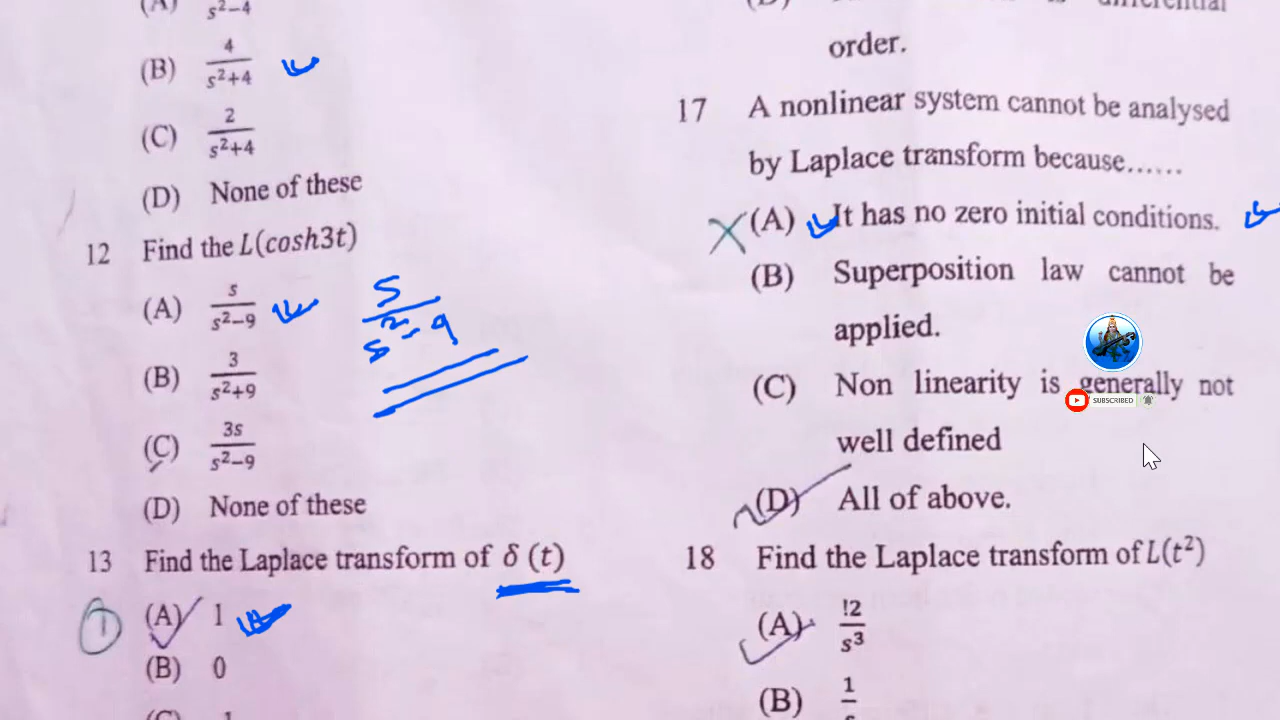 s²−4
(B) 4/s²+4
(C) 2/s²+4
(D) None of these
12 Find the L(cosh3t)
(A) s/s²−9
S/s²-9
(B) 3/s²+9
(C) 3s/s²−9
(D) None of these
13 Find the Laplace transform of δ (t)
1
(A) 1
(B) 0
order.
17 A nonlinear system cannot be analysed
by Laplace transform because......
(A) It has no zero initial conditions.
(B) Superposition law cannot be
applied.
(C) Non linearity is generally not
well defined
(D) All of above.
18 Find the Laplace transform of L(t²)
(A) !2/s³
(B) 1
SUBSCRIBED